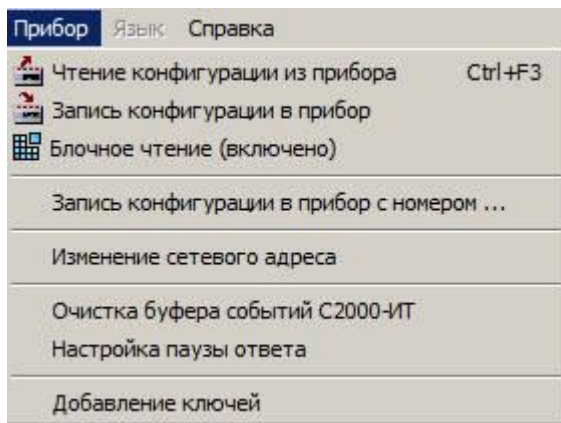 Прибор Язык Справка
Чтение конфигурации из прибора Ctrl+F3
Запись конфигурации в прибор
Блочное чтение (включено)
Запись конфигурации в прибор с номером ...
Изменение сетевого адреса
Очистка буфера событий С2000-ИТ
Настройка паузы ответа
Добавление ключей